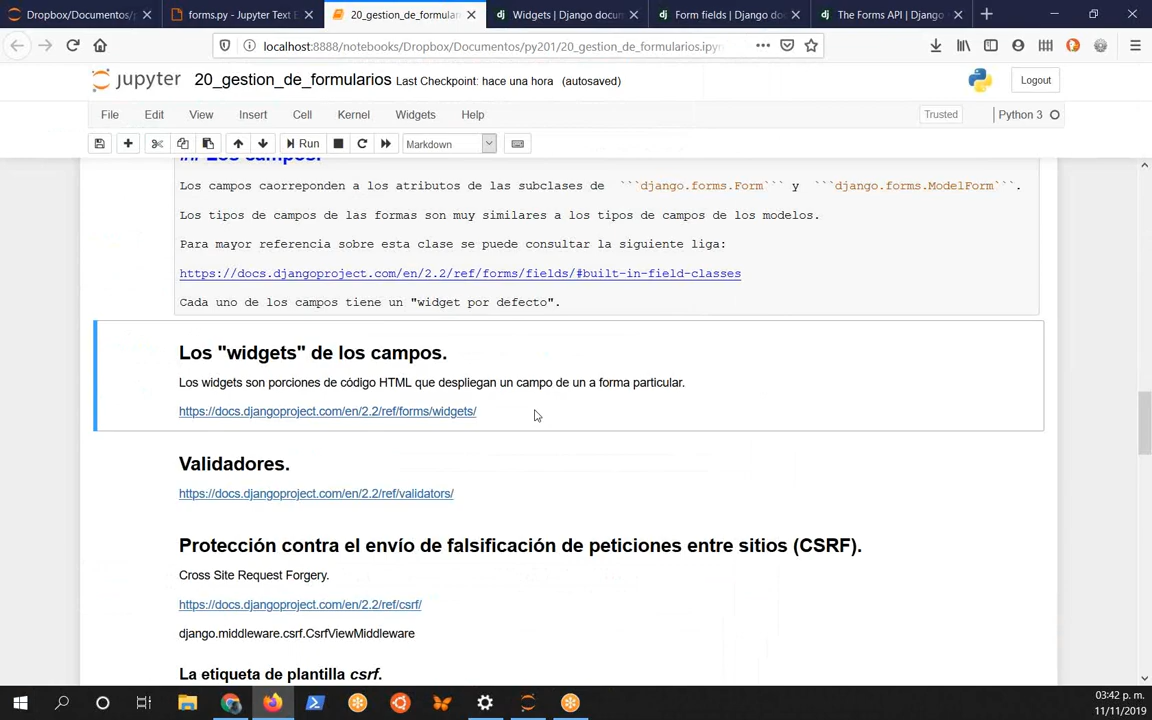 Dropbox/Documentos/
forms.py - Jupyter Text E
20_gestion_de_formular
Widgets | Django docum
Form fields | Django do
The Forms API | Django
localhost:8888/notebooks/Dropbox/Documentos/py201/20_gestion_de_formularios.ipyn
jupyter 20_gestion_de_formularios Last Checkpoint: hace una hora (autosaved)
Logout
File Edit View Insert Cell Kernel Widgets Help
Trusted
Python 3
Run
Markdown
## Los campos.
Los campos caorreponden a los atributos de las subclases de ```django.forms.Form``` y ```django.forms.ModelForm```.
Los tipos de campos de las formas son muy similares a los tipos de campos de los modelos.
Para mayor referencia sobre esta clase se puede consultar la siguiente liga:
https://docs.djangoproject.com/en/2.2/ref/forms/fields/#built-in-field-classes
Cada uno de los campos tiene un "widget por defecto".
Los "widgets" de los campos.
Los widgets son porciones de código HTML que despliegan un campo de un a forma particular.
https://docs.djangoproject.com/en/2.2/ref/forms/widgets/
Validadores.
https://docs.djangoproject.com/en/2.2/ref/validators/
Protección contra el envío de falsificación de peticiones entre sitios (CSRF).
Cross Site Request Forgery.
https://docs.djangoproject.com/en/2.2/ref/csrf/
django.middleware.csrf.CsrfViewMiddleware
La etiqueta de plantilla csrf.
03:42 p. m.
11/11/2019